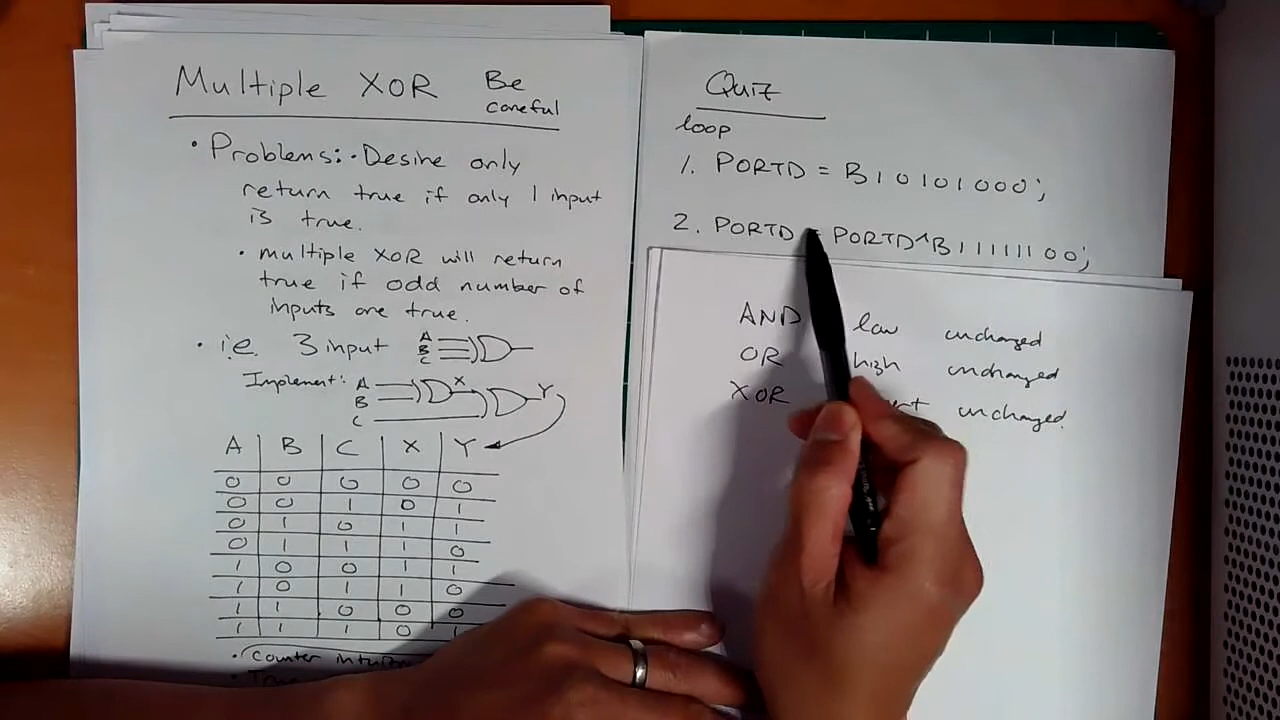 Multiple XOR Be
careful
• Problems: • Desire only
return true if only 1 input
is true.
• multiple XOR will return
true if odd number of
inputs are true.
• i.e. 3 input A
B
C
Implement: A X Y
B
C
A B C X Y
0 0 0 0 0
0 0 1 0 1
0 1 0 1 1
0 1 1 1 0
1 0 0 1 1
1 0 1 1 0
1 1 0 0 0
1 1 1 0 1
• Counter
Quiz
loop
1. PORTD = B10101000;
2. PORTD = PORTD^B11111100;
AND low unchanged
OR high unchanged
XOR unchanged